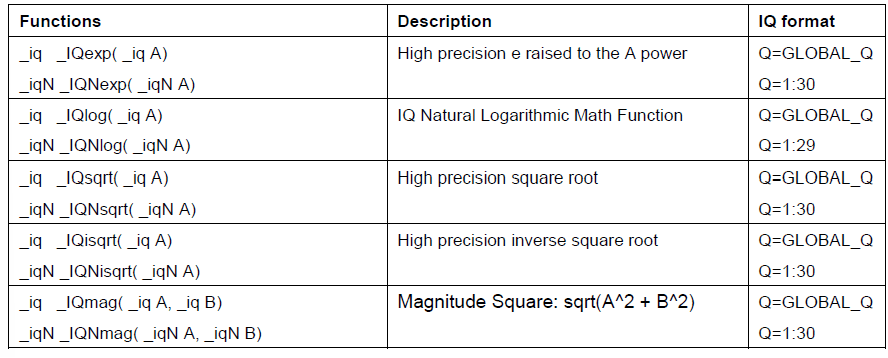 Functions Description IQ format
_iq _IQexp( _iq A) High precision e raised to the A power Q=GLOBAL_Q
_iqN _IQNexp( _iqN A) Q=1:30
_iq _IQlog( _iq A) IQ Natural Logarithmic Math Function Q=GLOBAL_Q
_iqN _IQNlog( _iqN A) Q=1:29
_iq _IQsqrt( _iq A) High precision square root Q=GLOBAL_Q
_iqN _IQNsqrt( _iqN A) Q=1:30
_iq _IQisqrt( _iq A) High precision inverse square root Q=GLOBAL_Q
_iqN _IQNisqrt( _iqN A) Q=1:30
_iq _IQmag( _iq A, _iq B) Magnitude Square: sqrt(A^2 + B^2) Q=GLOBAL_Q
_iqN _IQNmag( _iqN A, _iqN B) Q=1:30